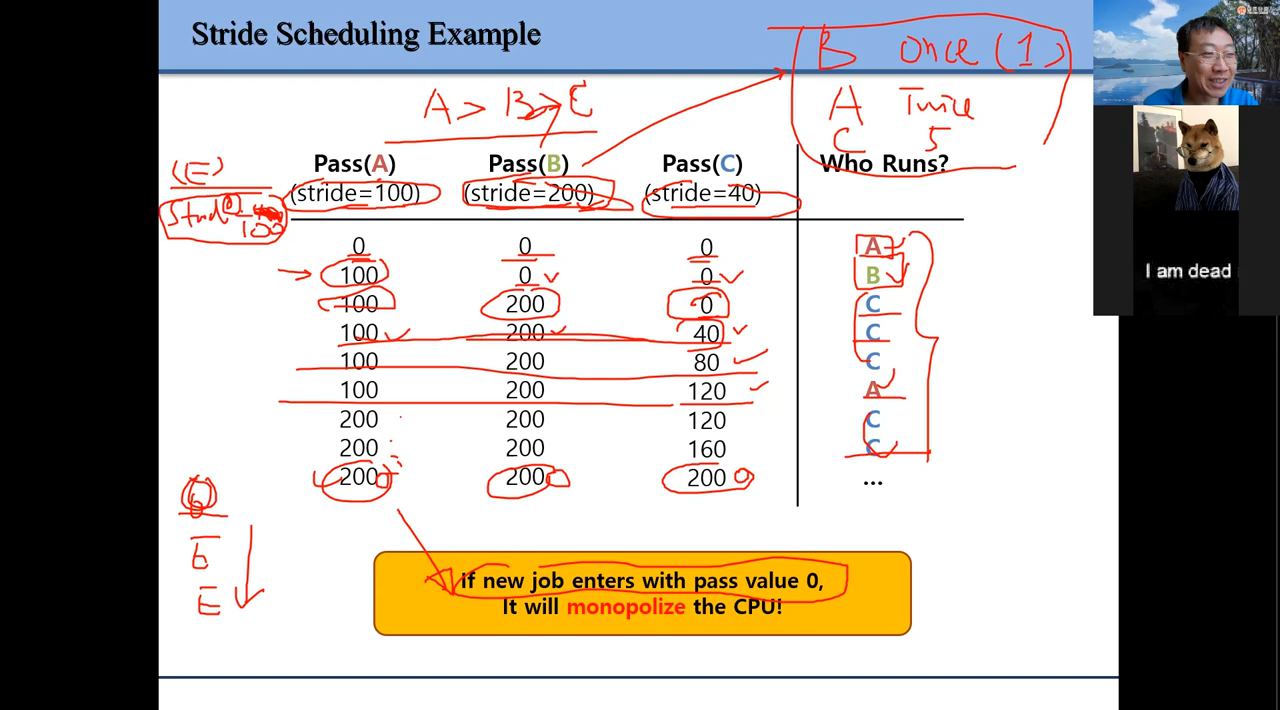 Stride Scheduling Example
B once (1)
A Twice
C 5
A > B > C
(E)
Pass(A) Pass(B) Pass(C) Who Runs?
(stride=100) (stride=200) (stride=40)
100
0 0 0 A
100 0 0 B
100 200 0 C
100 200 40 C
100 200 80 C
100 200 120 A
200 200 120 C
200 200 160 C
200 200 200 ...
E
E
If new job enters with pass value 0,
It will monopolize the CPU!
I am dead